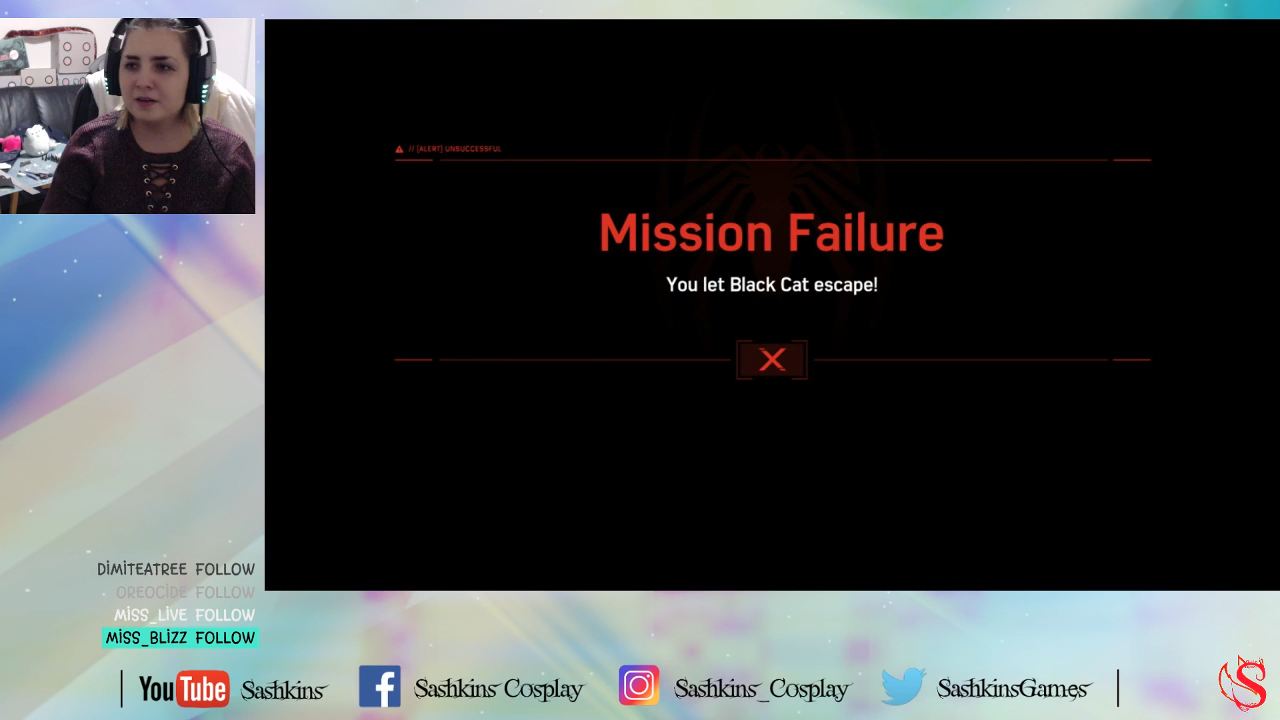 // [ALERT] UNSUCCESSFUL
Mission Failure
You let Black Cat escape!
DIMITEATREE FOLLOW
OREOCIDE FOLLOW
MISS_LIVE FOLLOW
MISS_BLIZZ FOLLOW
YouTube Sashkins Sashkins Cosplay Sashkins_Cosplay SashkinsGames